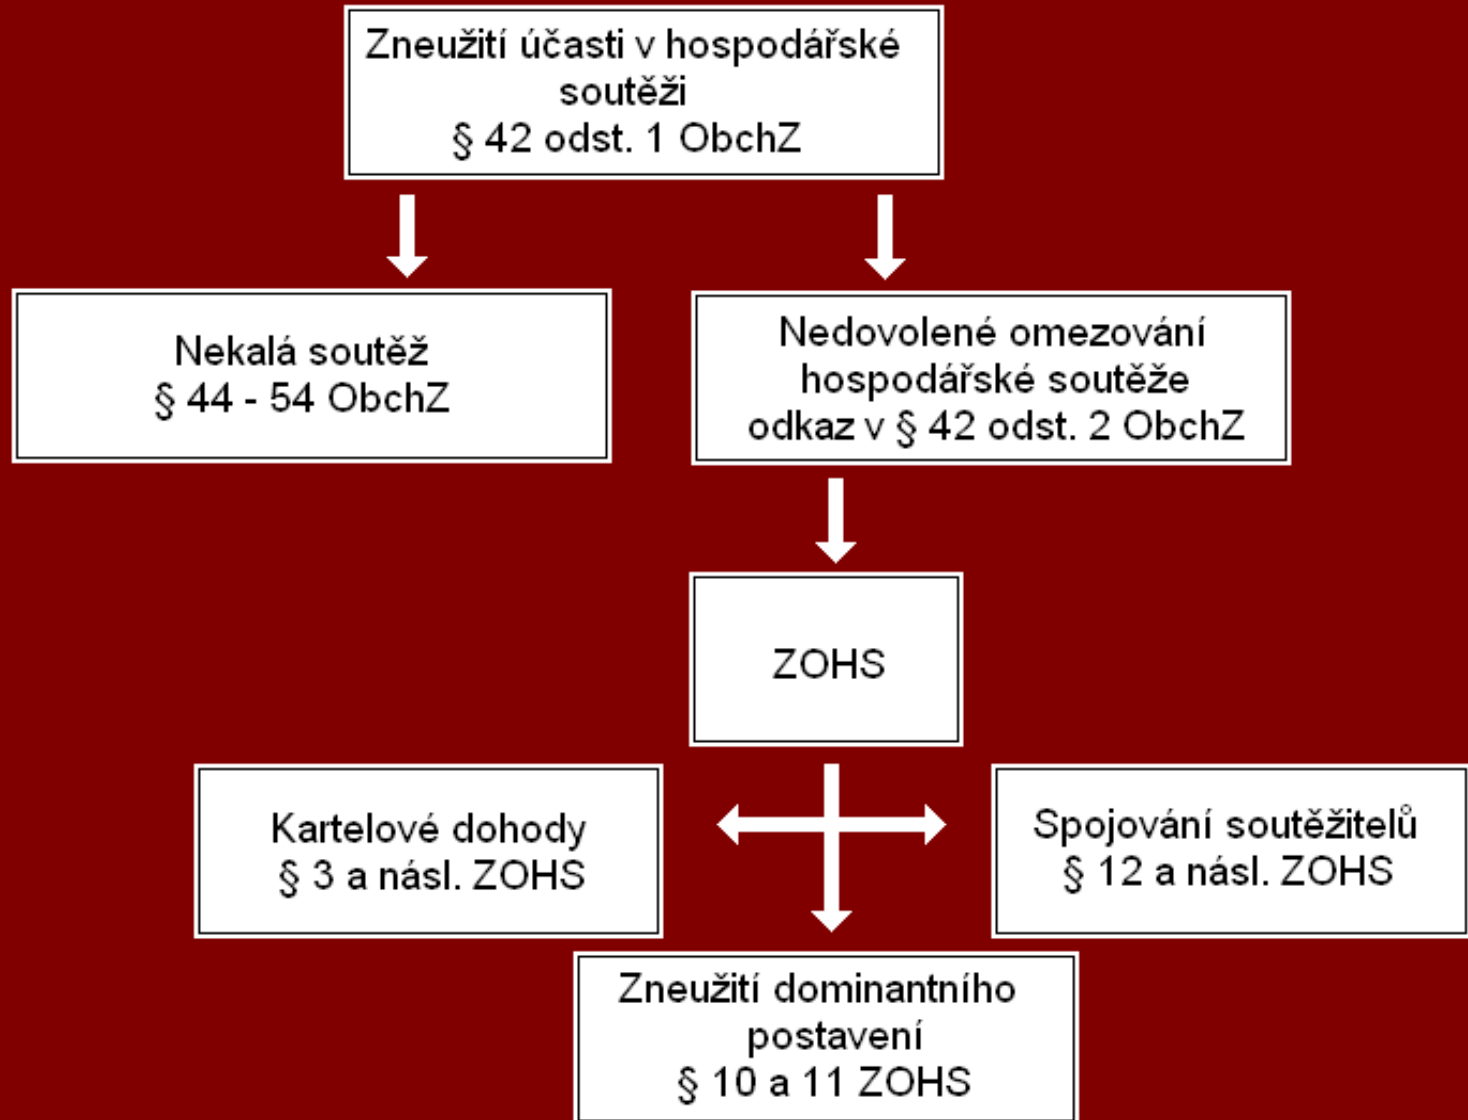 Zneužití účasti v hospodářské
soutěži
§ 42 odst. 1 ObchZ
Nekalá soutěž
§ 44 - 54 ObchZ
Nedovolené omezování
hospodářské soutěže
odkaz v § 42 odst. 2 ObchZ
ZOHS
Kartelové dohody
§ 3 a násl. ZOHS
Spojování soutěžitelů
§ 12 a násl. ZOHS
Zneužití dominantního
postavení
§ 10 a 11 ZOHS